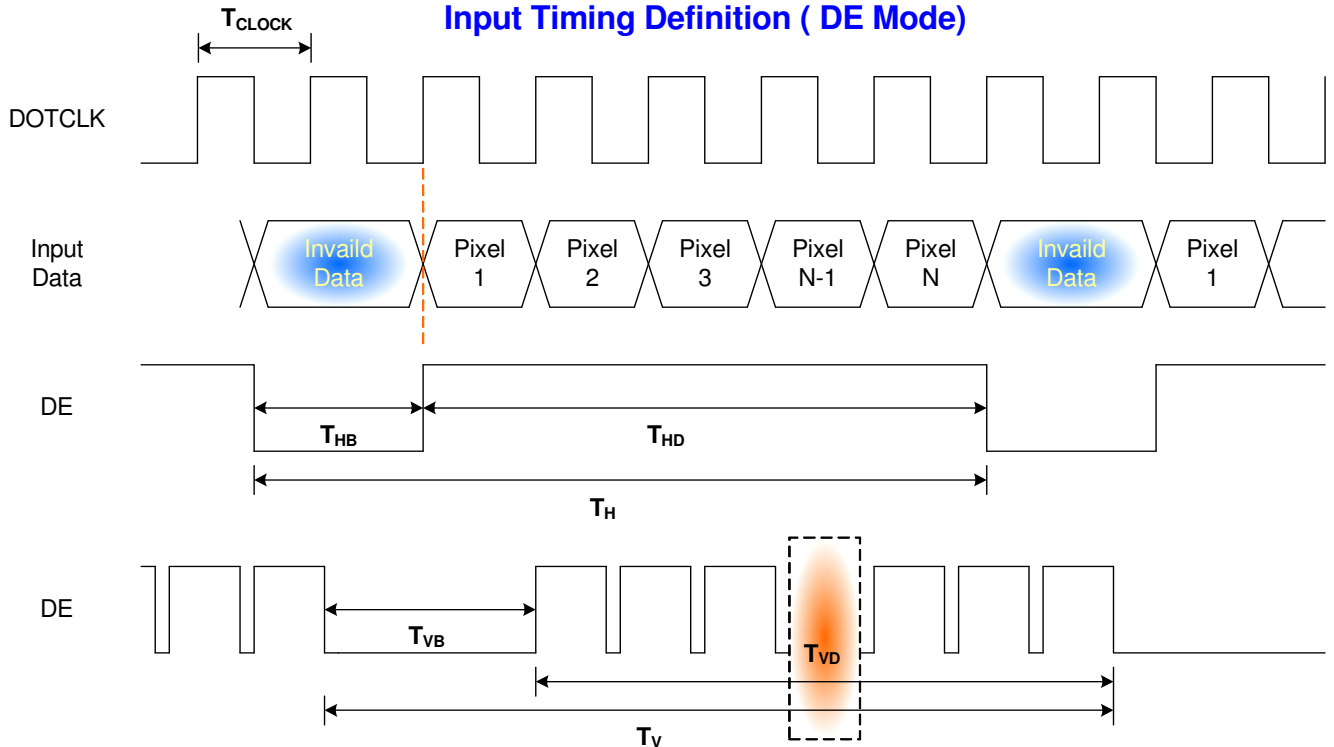 Input Timing Definition ( DE Mode)
TCLOCK
DOTCLK
Input
Data
Invaild
Data
Pixel
1
Pixel
2
Pixel
3
Pixel
N-1
Pixel
N
Invaild
Data
Pixel
1
DE
THB
THD
TH
DE
TVB
TVD
TV